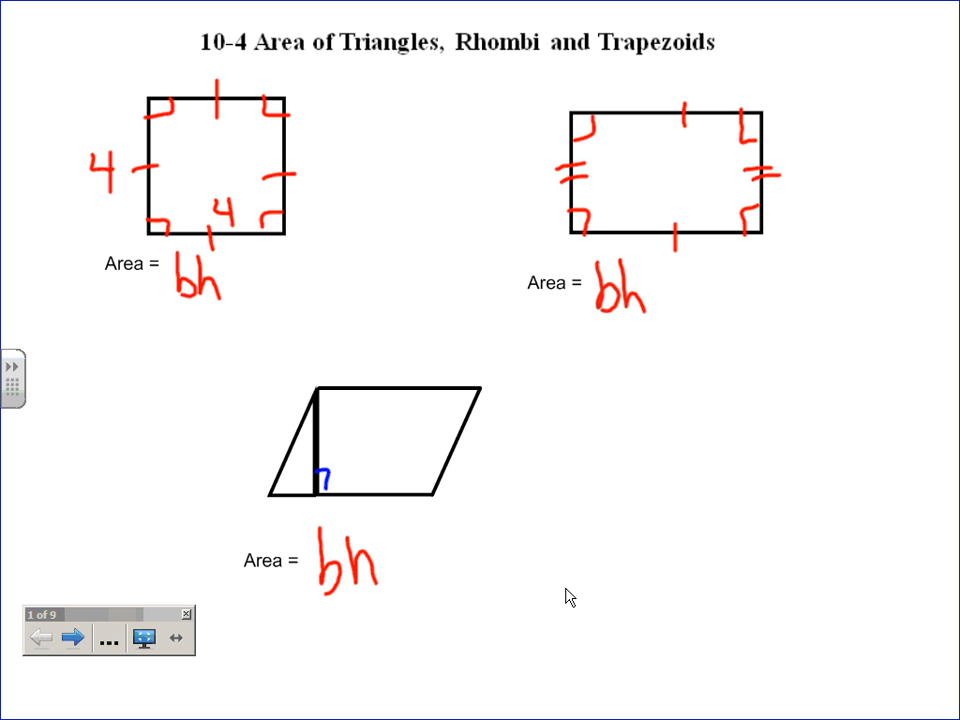 10-4 Area of Triangles, Rhombi and Trapezoids
4
4
Area = bh
Area = bh
Area = bh
1 of 9
...